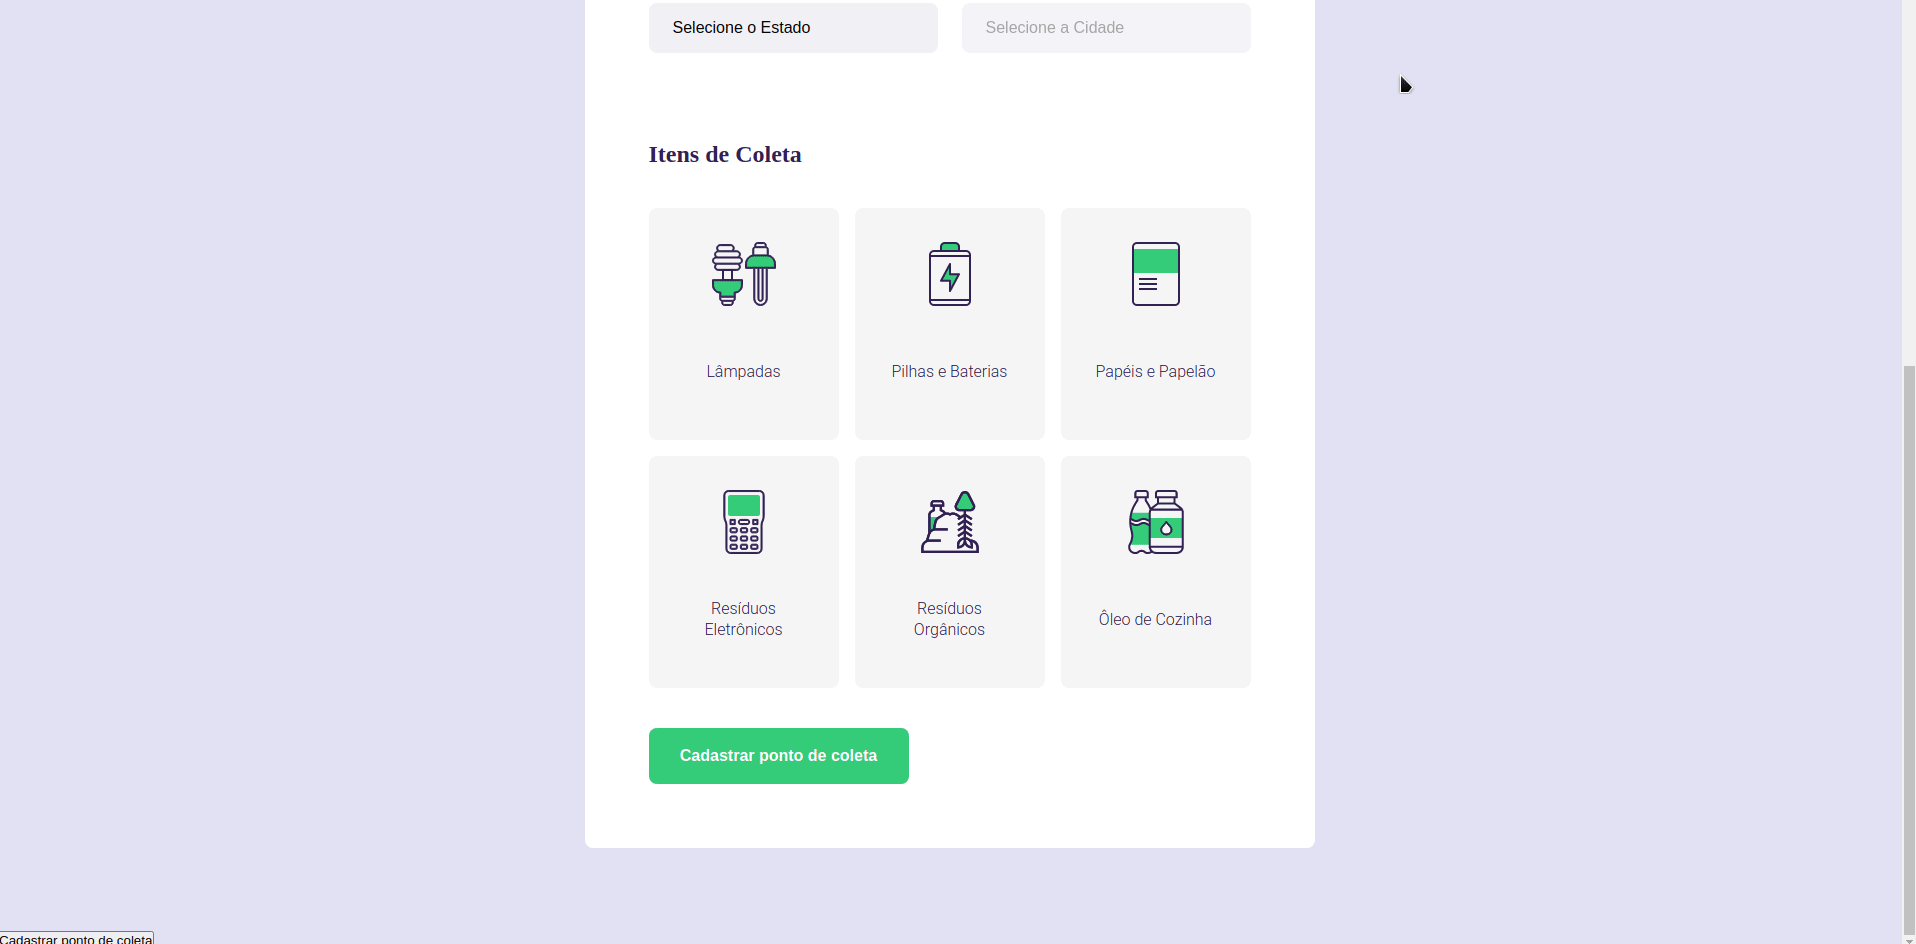 Selecione o Estado
Selecione a Cidade
Itens de Coleta
Lâmpadas
Pilhas e Baterias
Papéis e Papelão
Resíduos
Eletrônicos
Resíduos
Orgânicos
Óleo de Cozinha
Cadastrar ponto de coleta
Cadastrar ponto de coleta